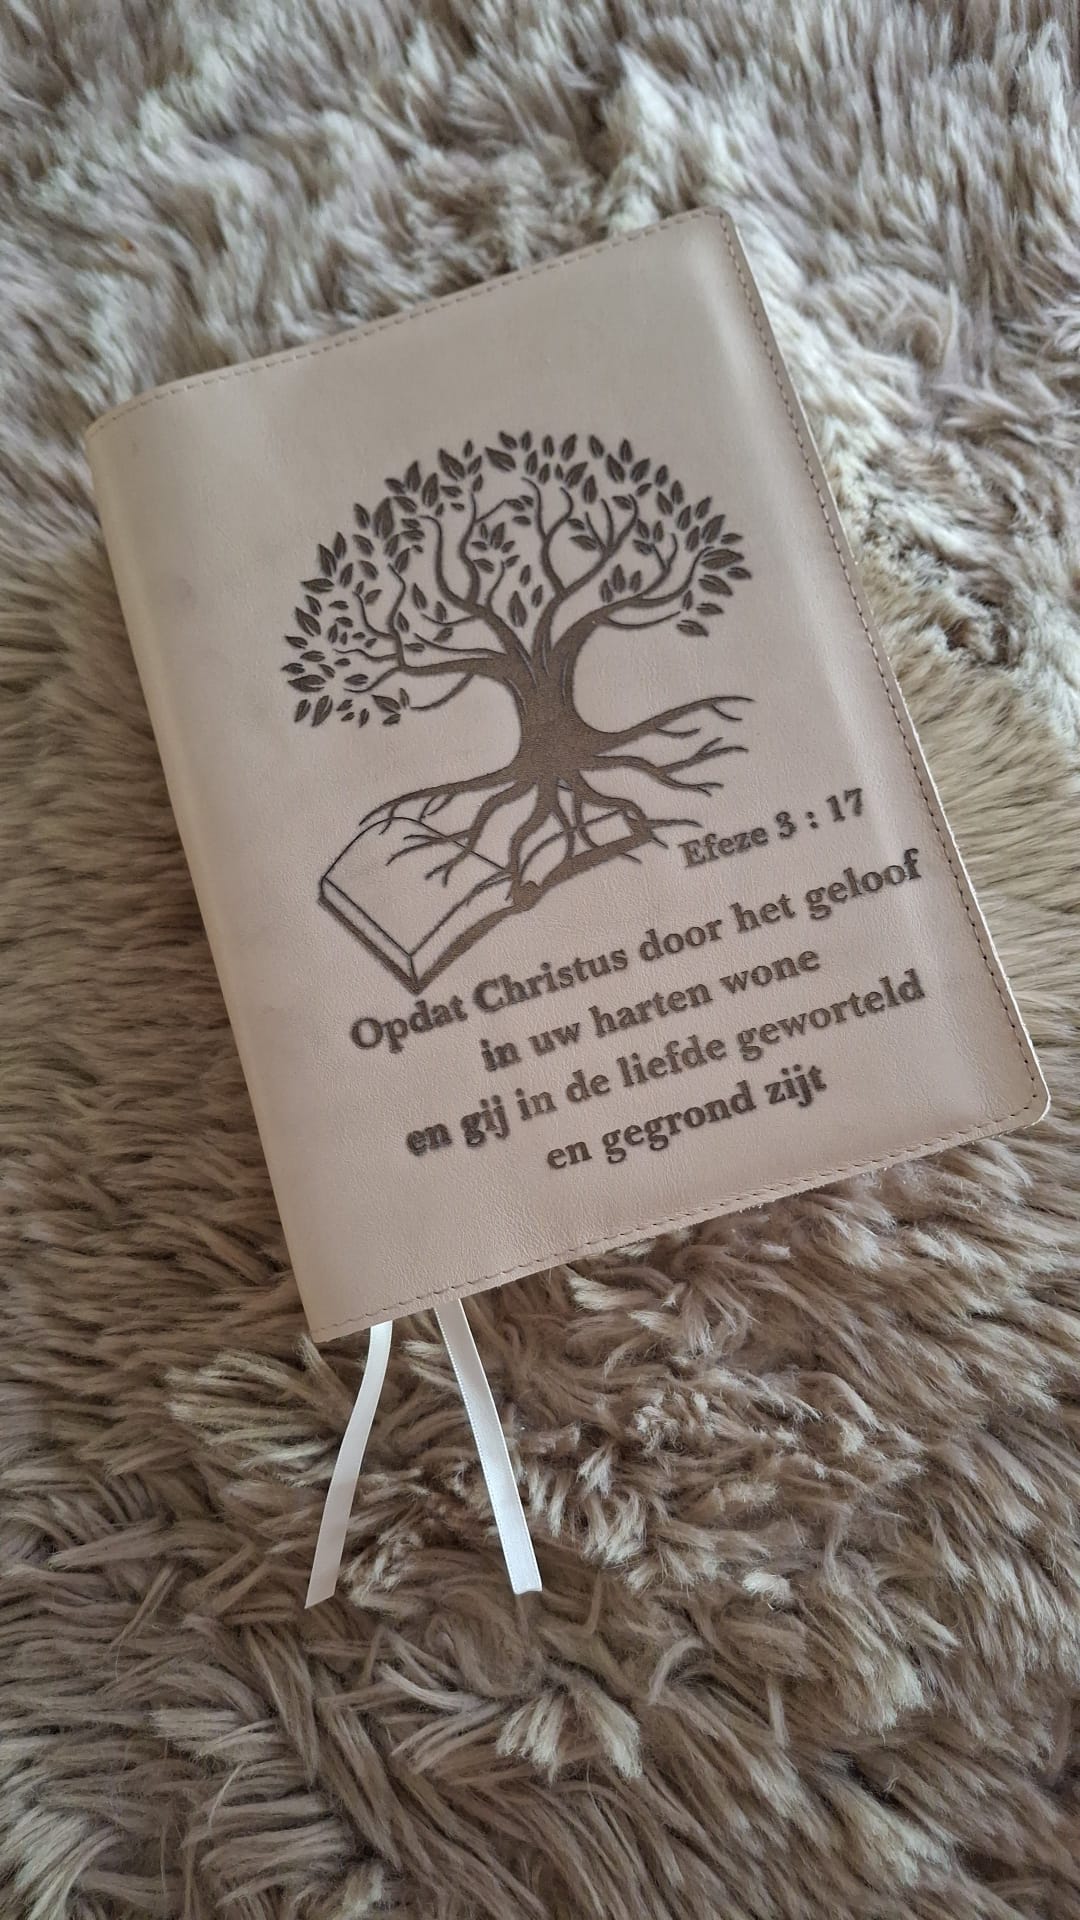 Efeze 3 : 17
Opdat Christus door het geloof
in uw harten wone
en gij in de liefde geworteld
en gegrond zijt